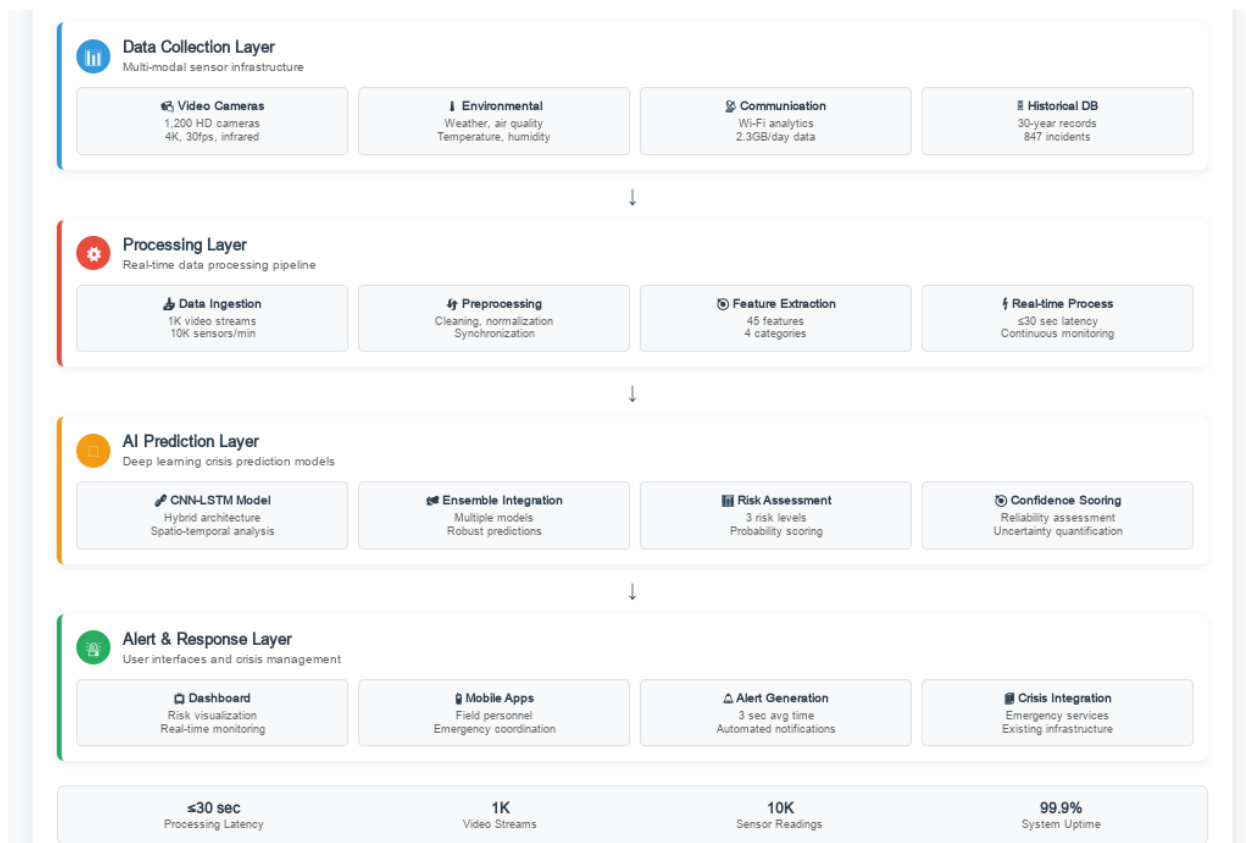 Data Collection Layer
Multi-modal sensor infrastructure
Video Cameras
1,200 HD cameras
4K, 30fps, infrared
Environmental
Weather, air quality
Temperature, humidity
Communication
Wi-Fi analytics
2.3GB/day data
Historical DB
30-year records
847 incidents
↓
Processing Layer
Real-time data processing pipeline
Data Ingestion
1K video streams
10K sensors/min
Preprocessing
Cleaning, normalization
Synchronization
Feature Extraction
45 features
4 categories
Real-time Process
≤30 sec latency
Continuous monitoring
↓
AI Prediction Layer
Deep learning crisis prediction models
CNN-LSTM Model
Hybrid architecture
Spatio-temporal analysis
Ensemble Integration
Multiple models
Robust predictions
Risk Assessment
3 risk levels
Probability scoring
Confidence Scoring
Reliability assessment
Uncertainty quantification
↓
Alert & Response Layer
User interfaces and crisis management
Dashboard
Risk visualization
Real-time monitoring
Mobile Apps
Field personnel
Emergency coordination
Alert Generation
3 sec avg time
Automated notifications
Crisis Integration
Emergency services
Existing infrastructure
≤30 sec
Processing Latency
1K
Video Streams
10K
Sensor Readings
99.9%
System Uptime